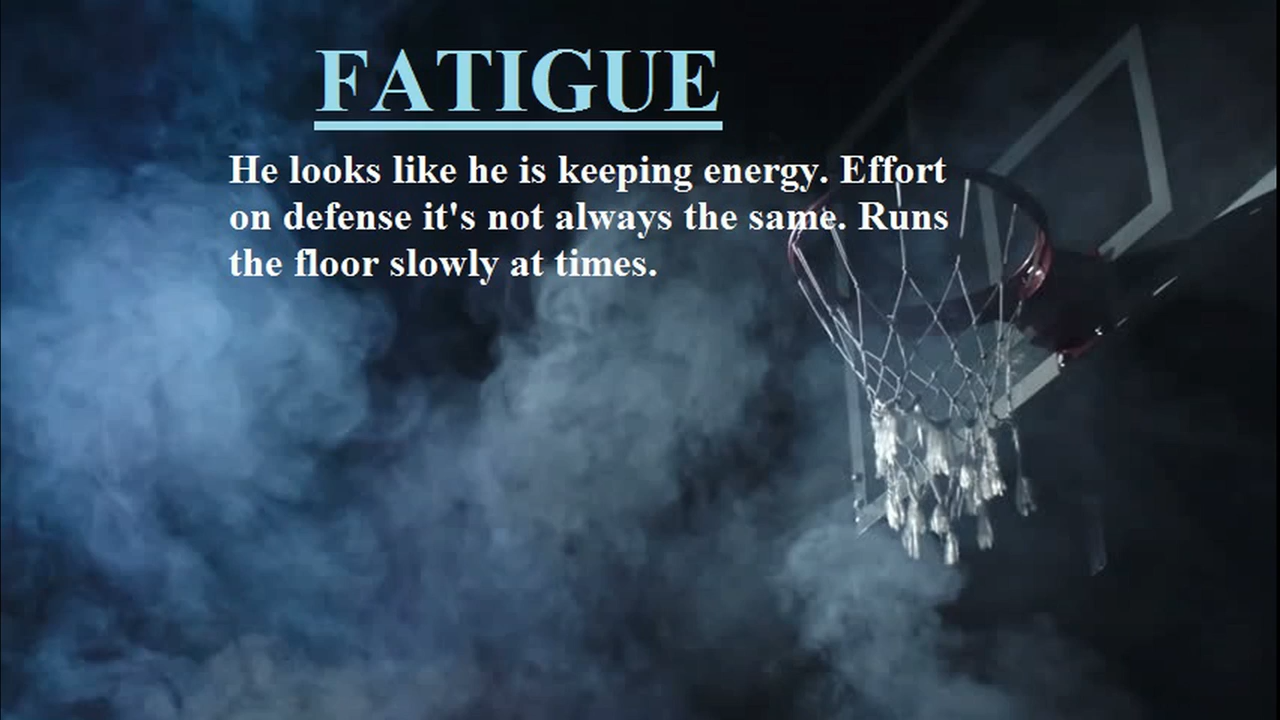 FATIGUE
He looks like he is keeping energy. Effort
on defense it's not always the same. Runs
the floor slowly at times.